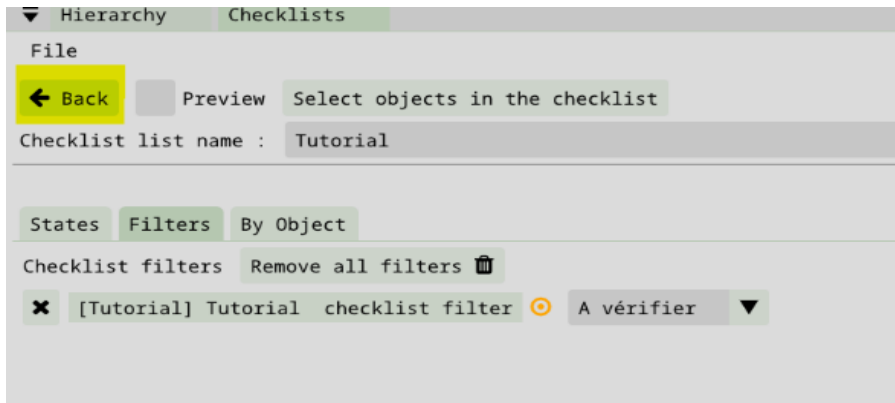 Hierarchy Checklists
File
Back Preview Select objects in the checklist
Checklist list name : Tutorial
States Filters By Object
Checklist filters Remove all filters
[Tutorial] Tutorial checklist filter A vérifier